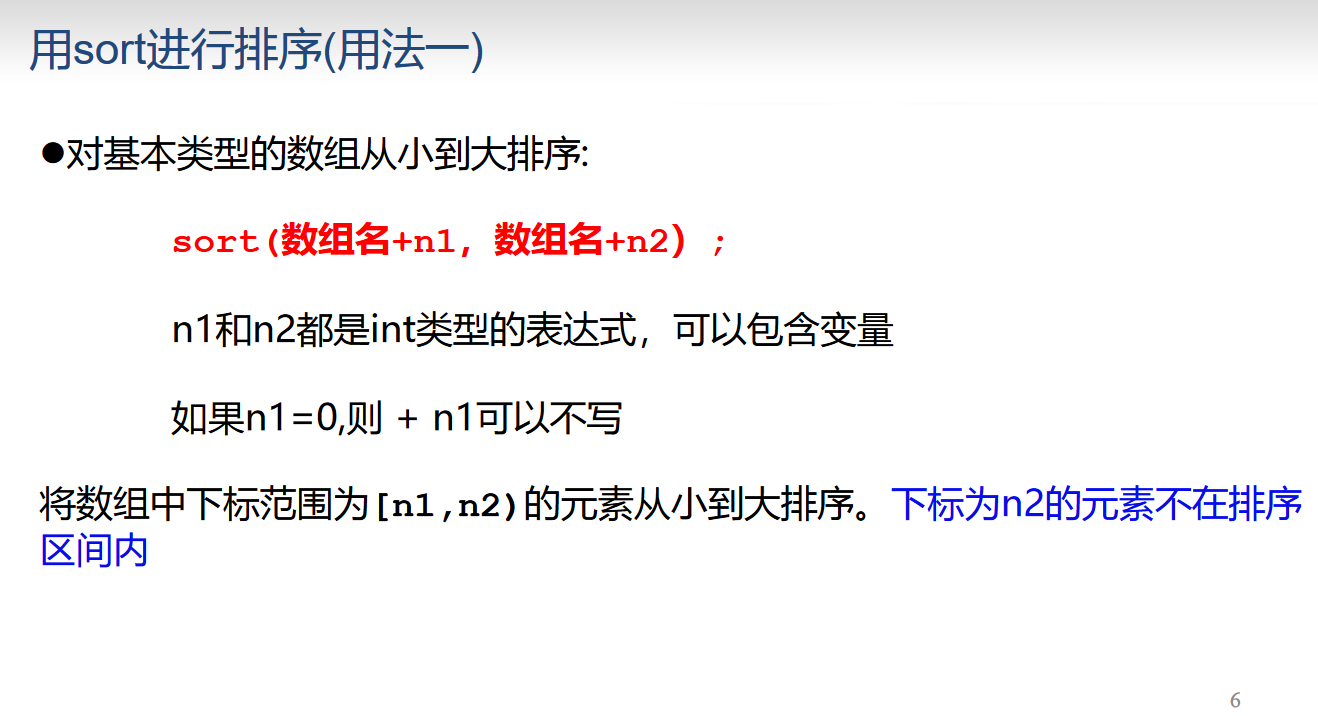 用sort进行排序(用法一)
●对基本类型的数组从小到大排序:
sort(数组名+n1，数组名+n2) ;
n1和n2都是int类型的表达式，可以包含变量
如果n1=0,则 + n1可以不写
将数组中下标范围为[n1,n2)的元素从小到大排序。下标为n2的元素不在排序
区间内
6